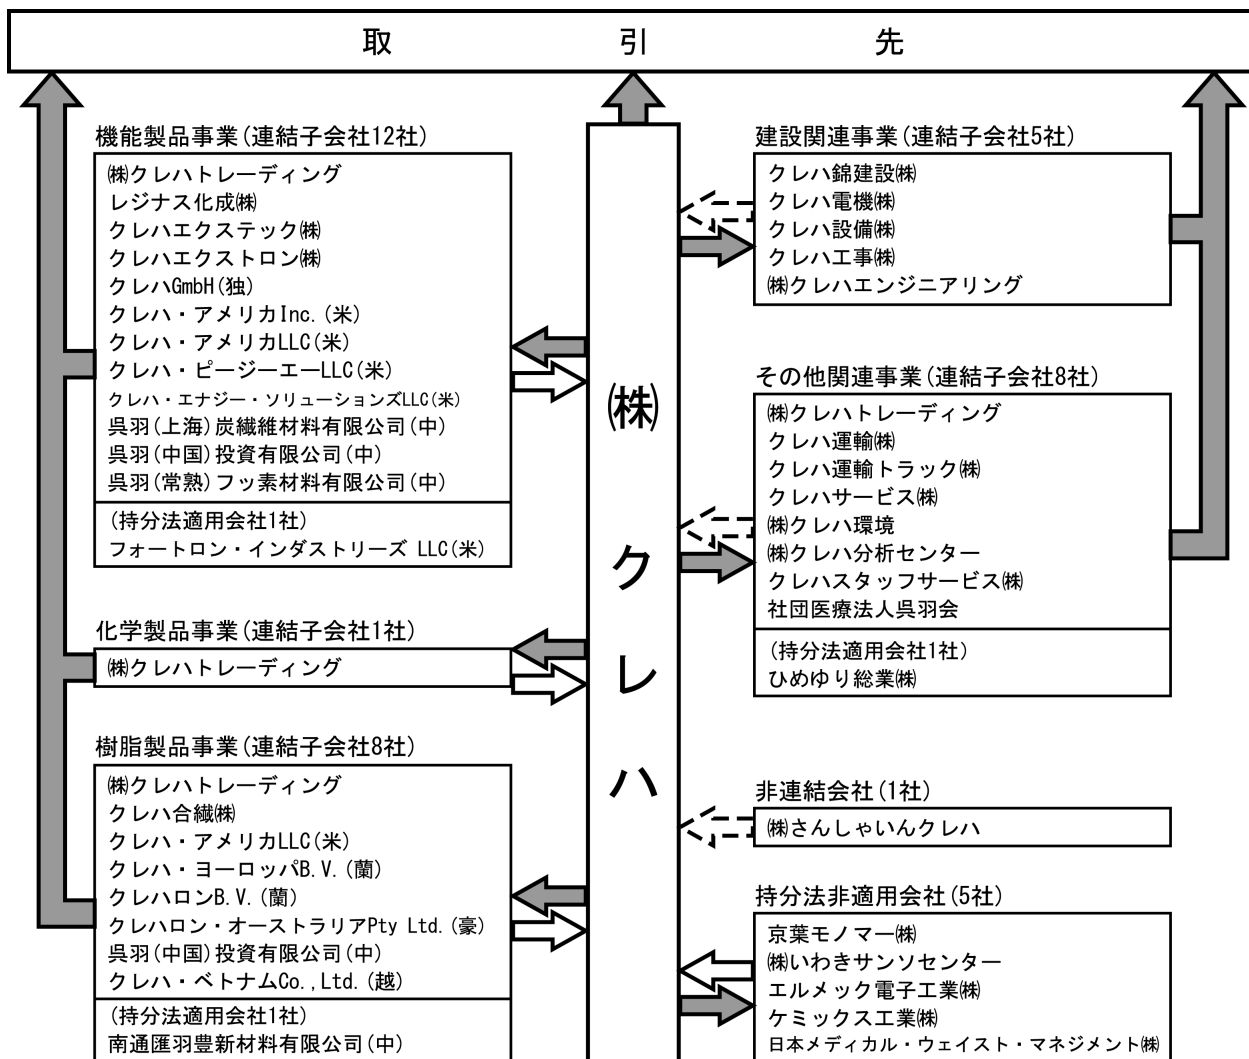 取引先
機能製品事業(連結子会社12社)
㈱クレハトレーディング
レジナス化成㈱
クレハエクステック㈱
クレハエクストロン㈱
クレハGmbH(独)
クレハ・アメリカInc.(米)
クレハ・アメリカLLC(米)
クレハ・ピージーエーLLC(米)
クレハ・エナジー・ソリューションズLLC(米)
呉羽(上海)炭繊維材料有限公司(中)
呉羽(中国)投資有限公司(中)
呉羽(常熟)フッ素材料有限公司(中)
(持分法適用会社1社)
フォートロン・インダストリーズ LLC(米)
化学製品事業(連結子会社1社)
㈱クレハトレーディング
樹脂製品事業(連結子会社8社)
㈱クレハトレーディング
クレハ合繊㈱
クレハ・アメリカLLC(米)
クレハ・ヨーロッパB.V.(蘭)
クレハロンB.V.(蘭)
クレハロン・オーストラリアPty Ltd.(豪)
呉羽(中国)投資有限公司(中)
クレハ・ベトナムCo.,Ltd.(越)
(持分法適用会社1社)
南通匯羽豊新材料有限公司(中)
㈱クレハ
建設関連事業(連結子会社5社)
クレハ錦建設㈱
クレハ電機㈱
クレハ設備㈱
クレハ工事㈱
㈱クレハエンジニアリング
その他関連事業(連結子会社8社)
㈱クレハトレーディング
クレハ運輸㈱
クレハ運輸トラック㈱
クレハサービス㈱
㈱クレハ環境
㈱クレハ分析センター
クレハスタッフサービス㈱
社団医療法人呉羽会
(持分法適用会社1社)
ひめゆり総業㈱
非連結会社(1社)
㈱さんしゃいんクレハ
持分法非適用会社(5社)
京葉モノマー㈱
㈱いわきサンソセンター
エルメック電子工業㈱
ケミックス工業㈱
日本メディカル・ウェイスト・マネジメント㈱